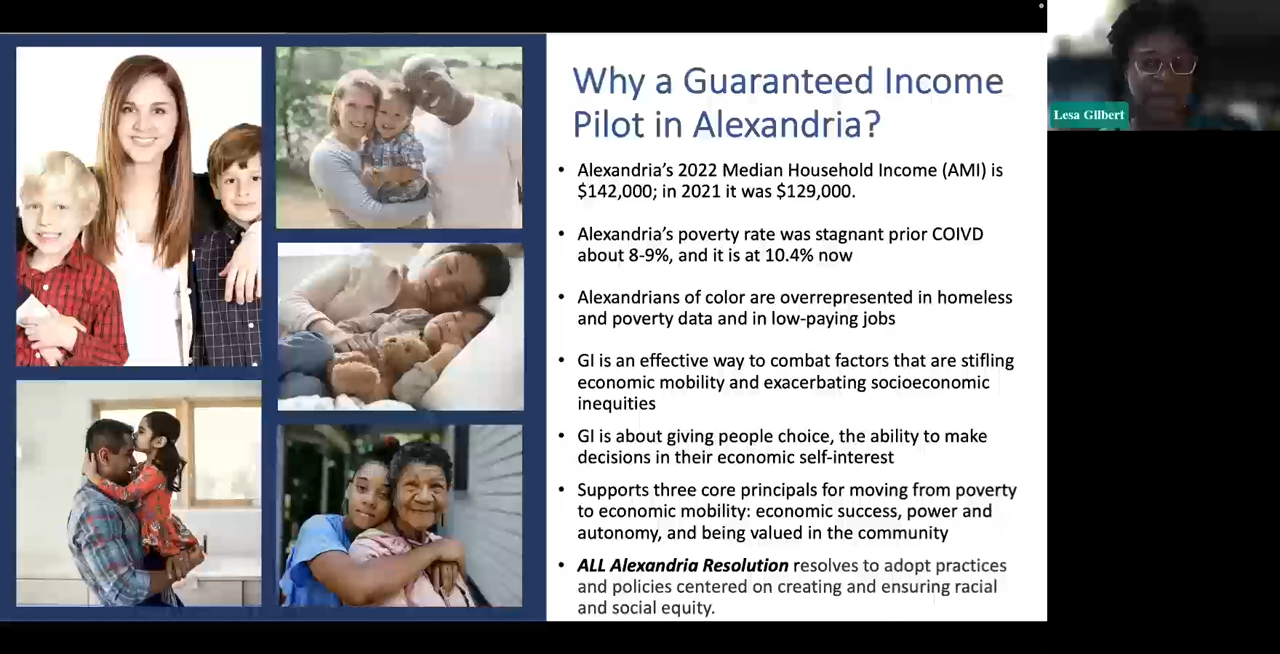 Why a Guaranteed Income
Pilot in Alexandria?
• Alexandria's 2022 Median Household Income (AMI) is
$142,000; in 2021 it was $129,000.
• Alexandria's poverty rate was stagnant prior COIVD
about 8-9%, and it is at 10.4% now
• Alexandrians of color are overrepresented in homeless
and poverty data and in low-paying jobs
• GI is an effective way to combat factors that are stifling
economic mobility and exacerbating socioeconomic
inequities
• GI is about giving people choice, the ability to make
decisions in their economic self-interest
• Supports three core principals for moving from poverty
to economic mobility: economic success, power and
autonomy, and being valued in the community
• ALL Alexandria Resolution resolves to adopt practices
and policies centered on creating and ensuring racial
and social equity.
Lesa Gilbert